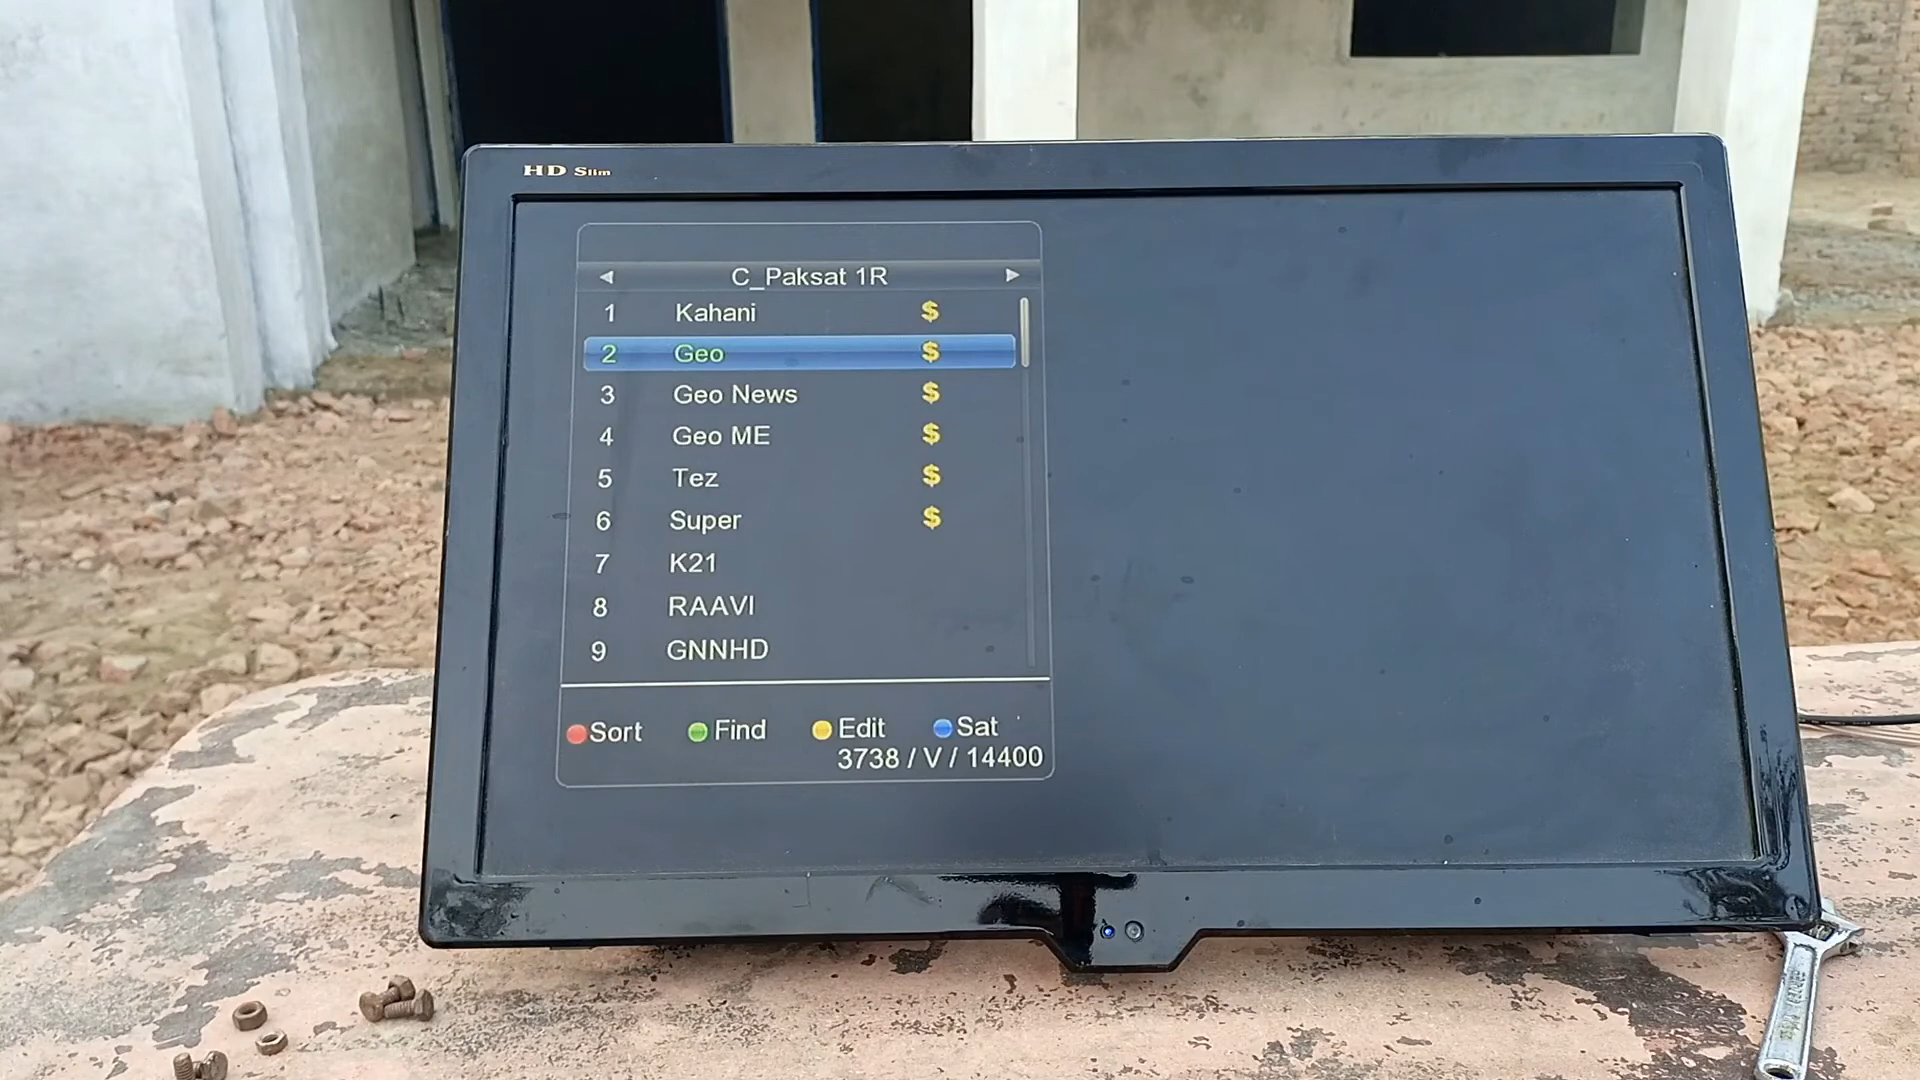 HD Slim
C_Paksat 1R
1 Kahani $
2 Geo $
3 Geo News $
4 Geo ME $
5 Tez $
6 Super $
7 K21
8 RAAVI
9 GNNHD
Sort Find Edit Sat
3738 / V / 14400